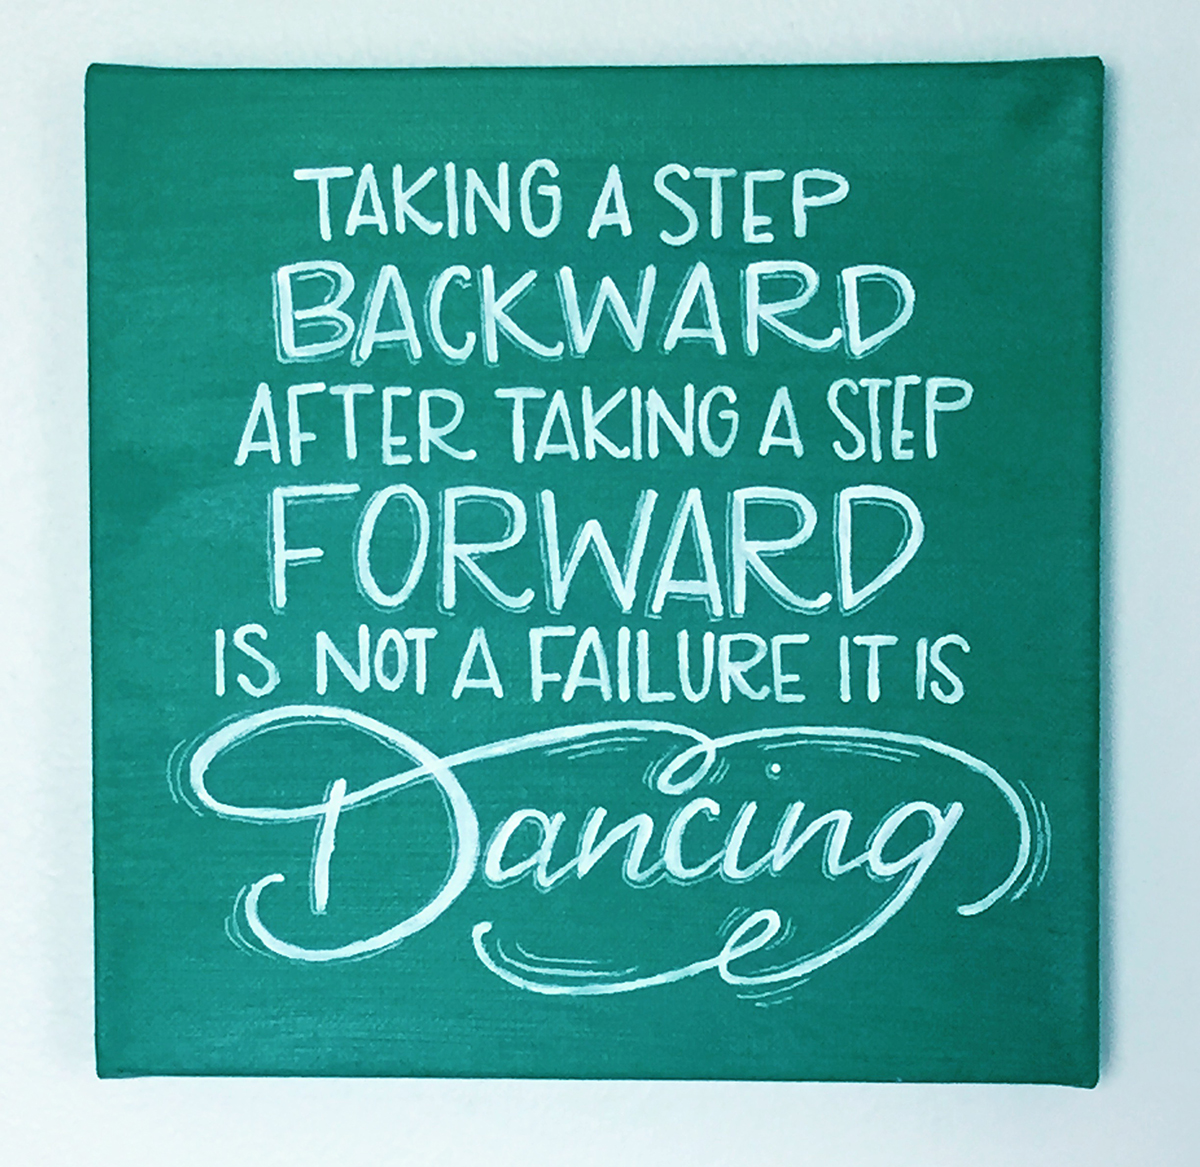 TAKING A STEP
BACKWARD
AFTER TAKING A STEP
FORWARD
IS NOT A FAILURE IT IS
Dancing